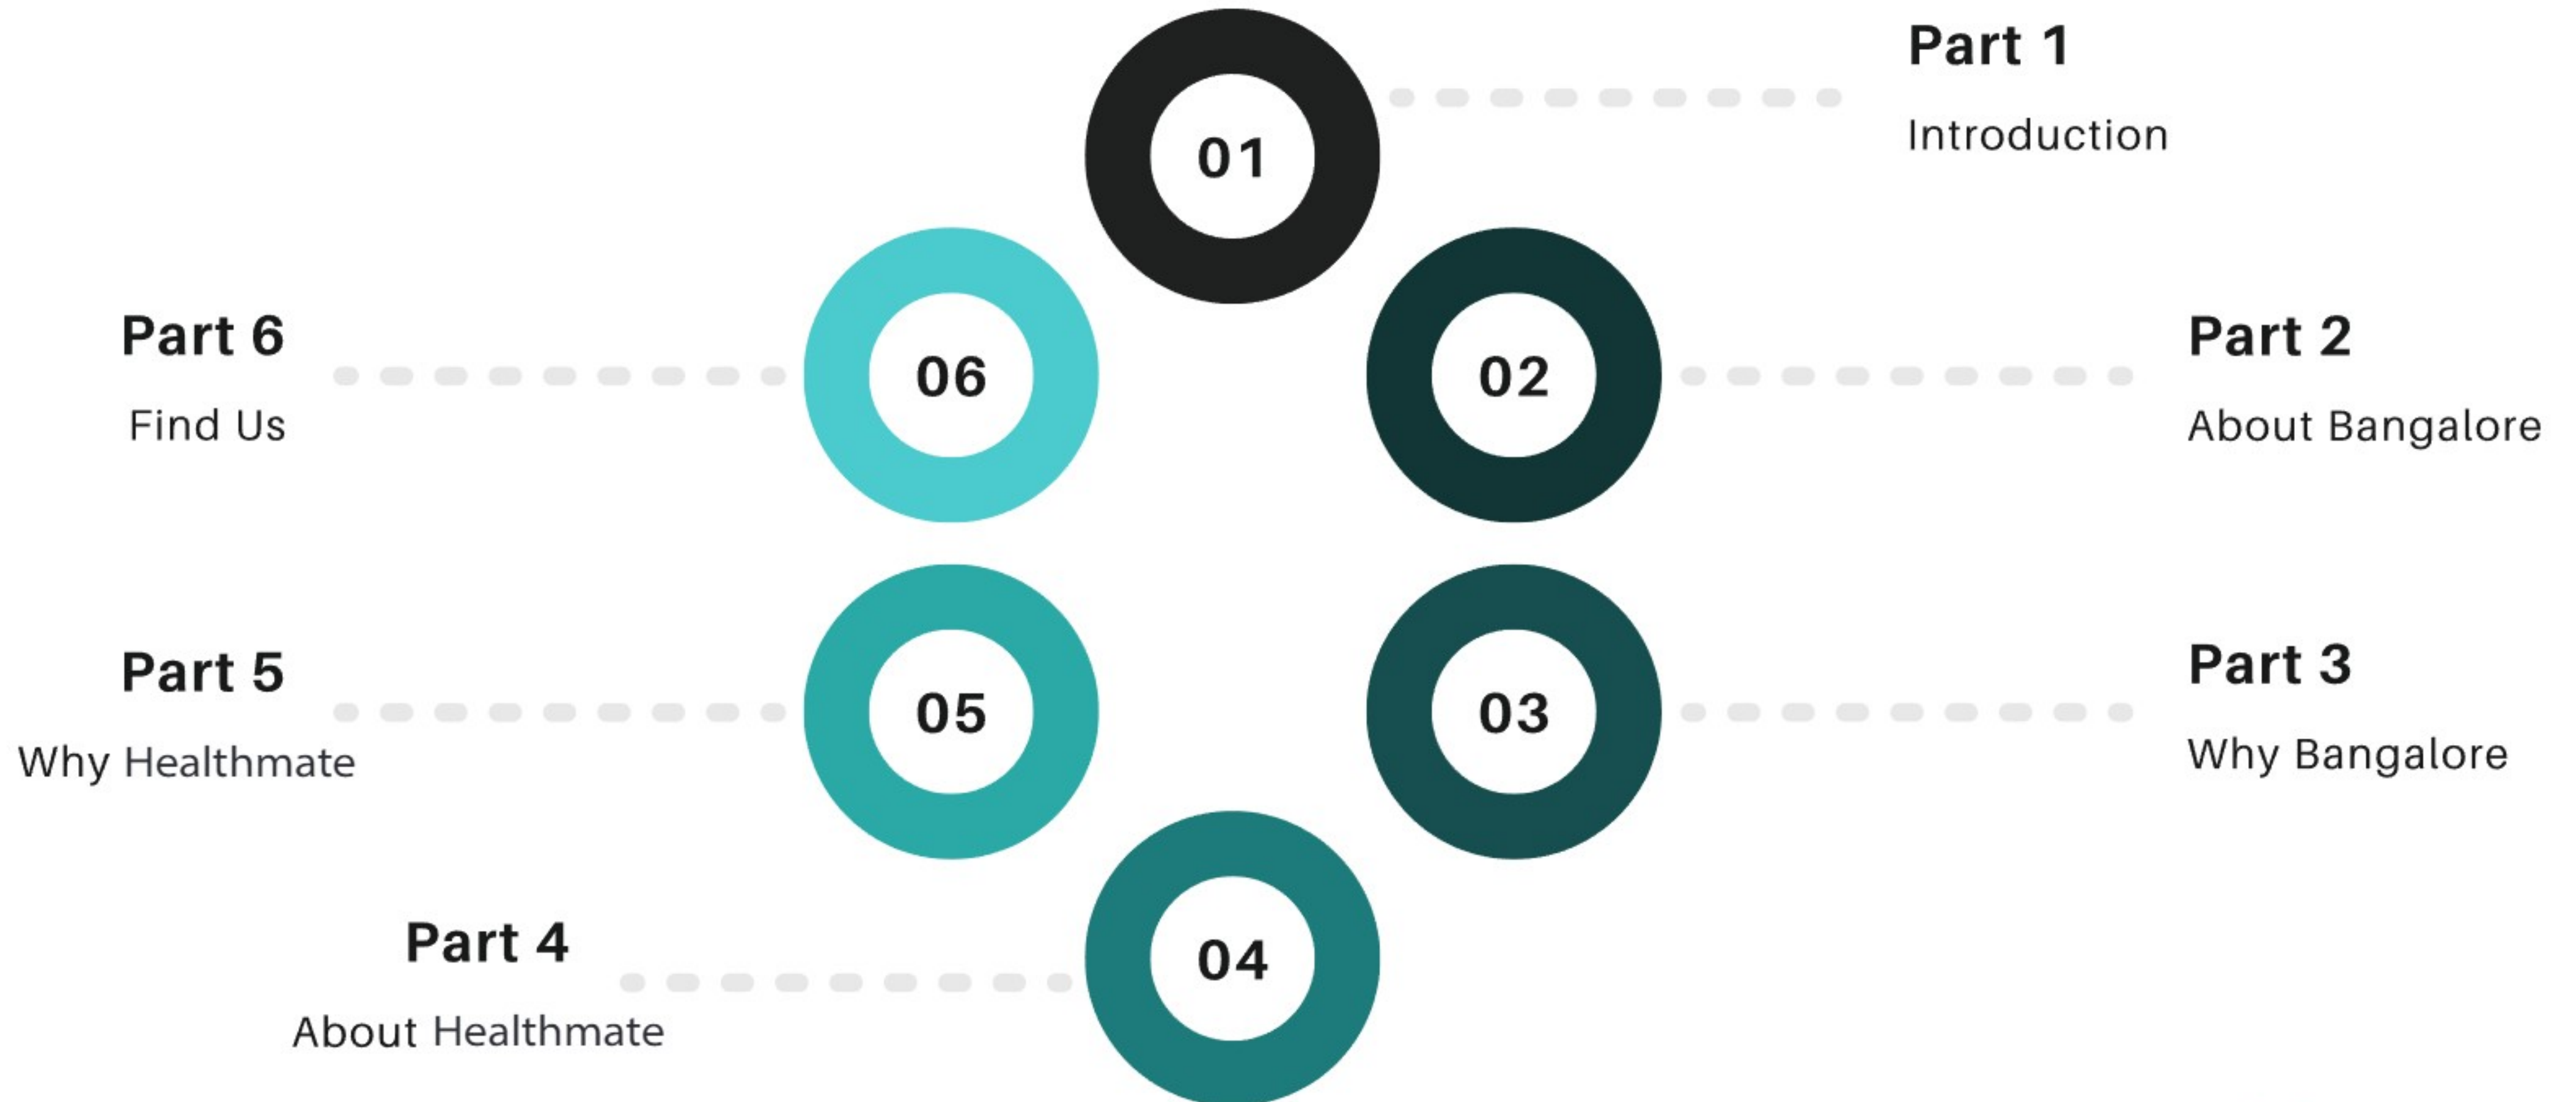 01
Part 1
Introduction
02
Part 2
About Bangalore
03
Part 3
Why Bangalore
04
Part 4
About Healthmate
05
Part 5
Why Healthmate
06
Part 6
Find Us